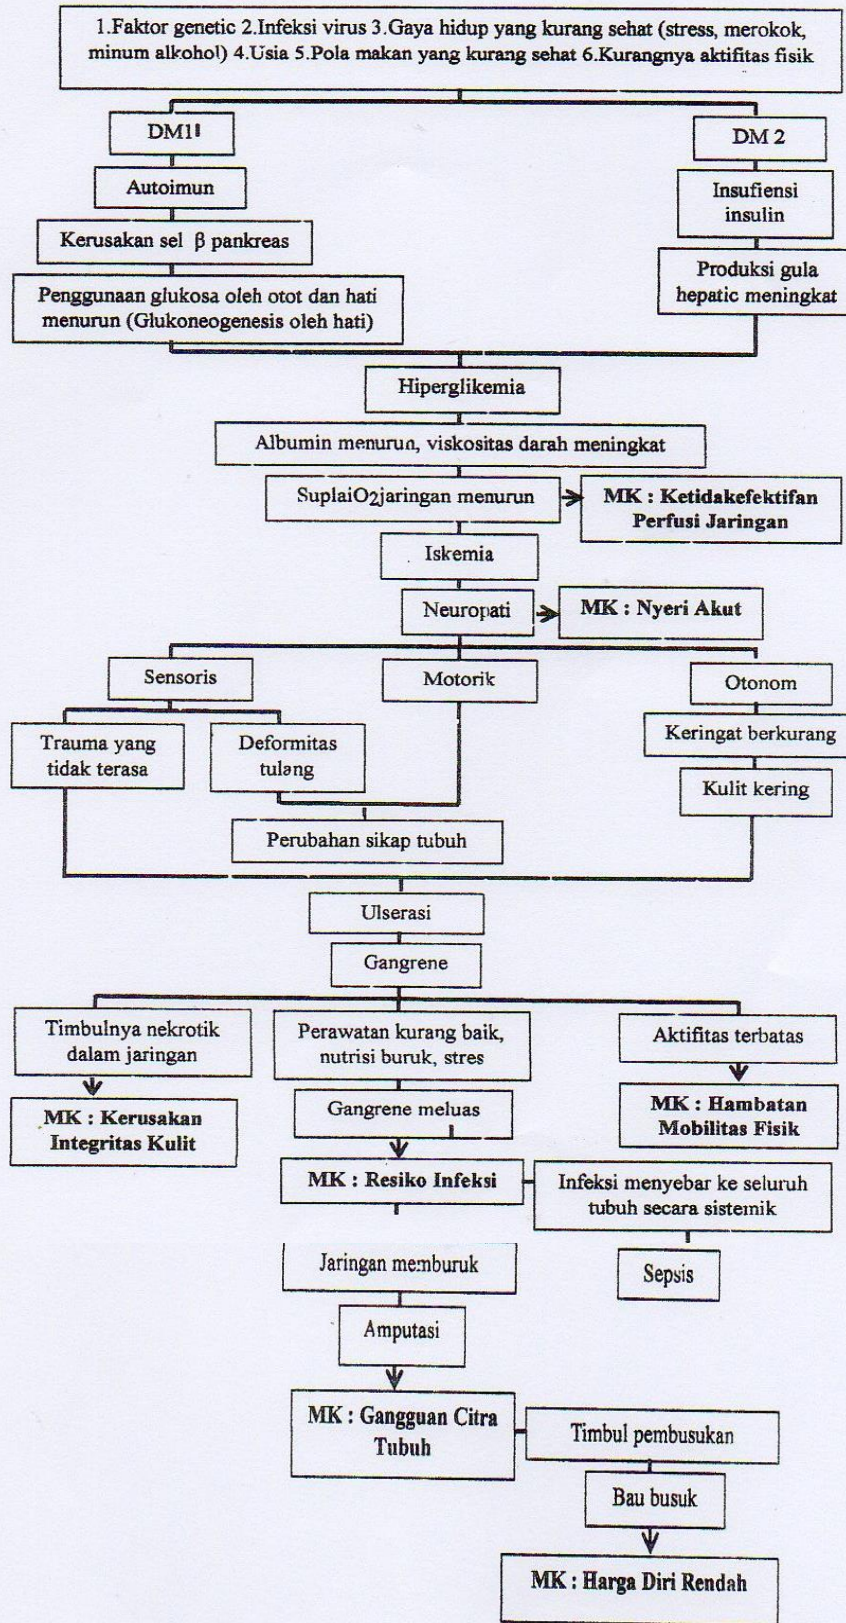 1.Faktor genetic 2.Infeksi virus 3.Gaya hidup yang kurang sehat (stress, merokok,
minum alkohol) 4.Usia 5.Pola makan yang kurang sehat 6.Kurangnya aktifitas fisik
DM1
DM 2
Autoimun
Insufiensi
insulin
Kerusakan sel β pankreas
Produksi gula
hepatic meningkat
Penggunaan glukosa oleh otot dan hati
menurun (Glukoneogenesis oleh hati)
Hiperglikemia
Albumin menurun, viskositas darah meningkat
SuplaiO2jaringan menurun
MK : Ketidakefektifan
Perfusi Jaringan
Iskemia
Neuropati
MK : Nyeri Akut
Sensoris
Motorik
Otonom
Trauma yang
tidak terasa
Deformitas
tulang
Keringat berkurang
Kulit kering
Perubahan sikap tubuh
Ulserasi
Gangrene
Timbulnya nekrotik
dalam jaringan
Perawatan kurang baik,
nutrisi buruk, stres
Aktifitas terbatas
MK : Kerusakan
Integritas Kulit
Gangrene meluas
MK : Hambatan
Mobilitas Fisik
MK : Resiko Infeksi
Infeksi menyebar ke seluruh
tubuh secara sistemik
Jaringan memburuk
Sepsis
Amputasi
MK : Gangguan Citra
Tubuh
Timbul pembusukan
Bau busuk
MK : Harga Diri Rendah